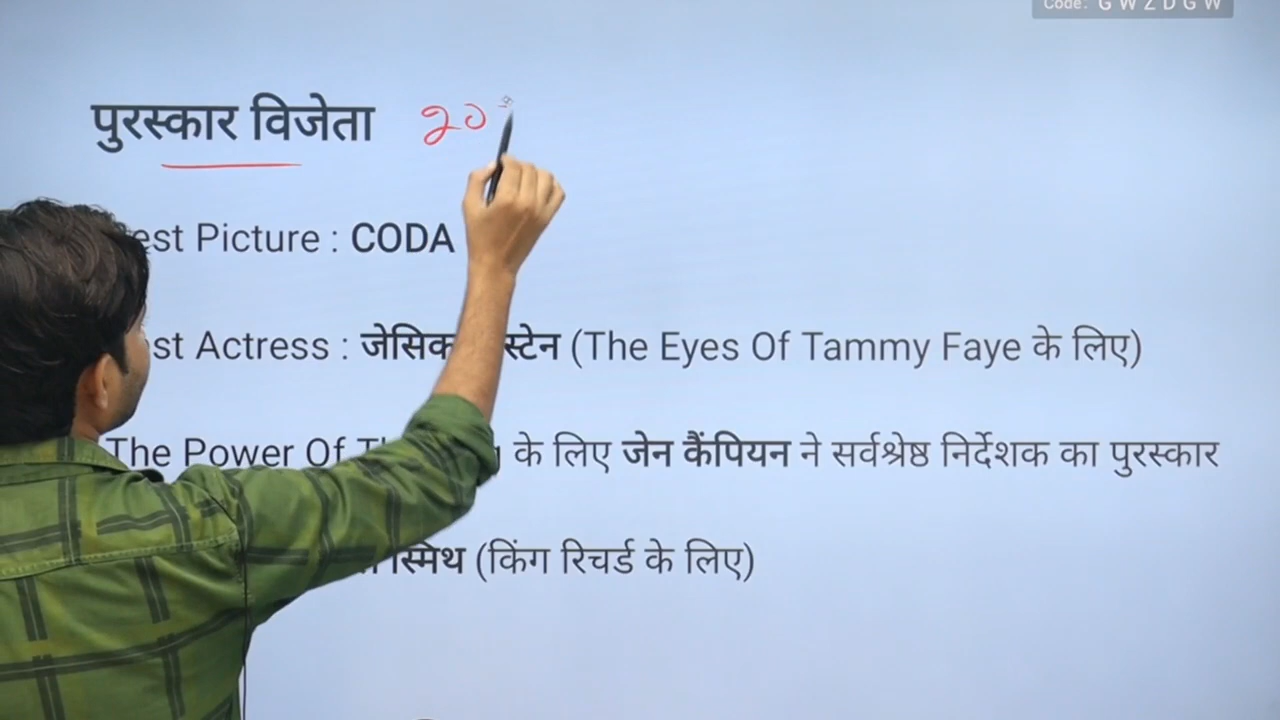 Code: G W Z D G W
पुरस्कार विजेता 20
est Picture : CODA
st Actress : जेसिक स्टेन (The Eyes Of Tammy Faye के लिए)
The Power Of के लिए जेन कैंपियन ने सर्वश्रेष्ठ निर्देशक का पुरस्कार
स्मिथ (किंग रिचर्ड के लिए)